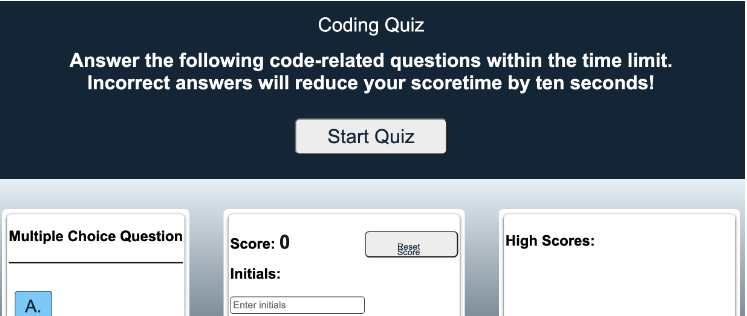 Coding Quiz
Answer the following code-related questions within the time limit.
Incorrect answers will reduce your scoretime by ten seconds!
Start Quiz
Multiple Choice Question
A.
Score: 0
Reset
Score
Initials:
Enter initials
High Scores: